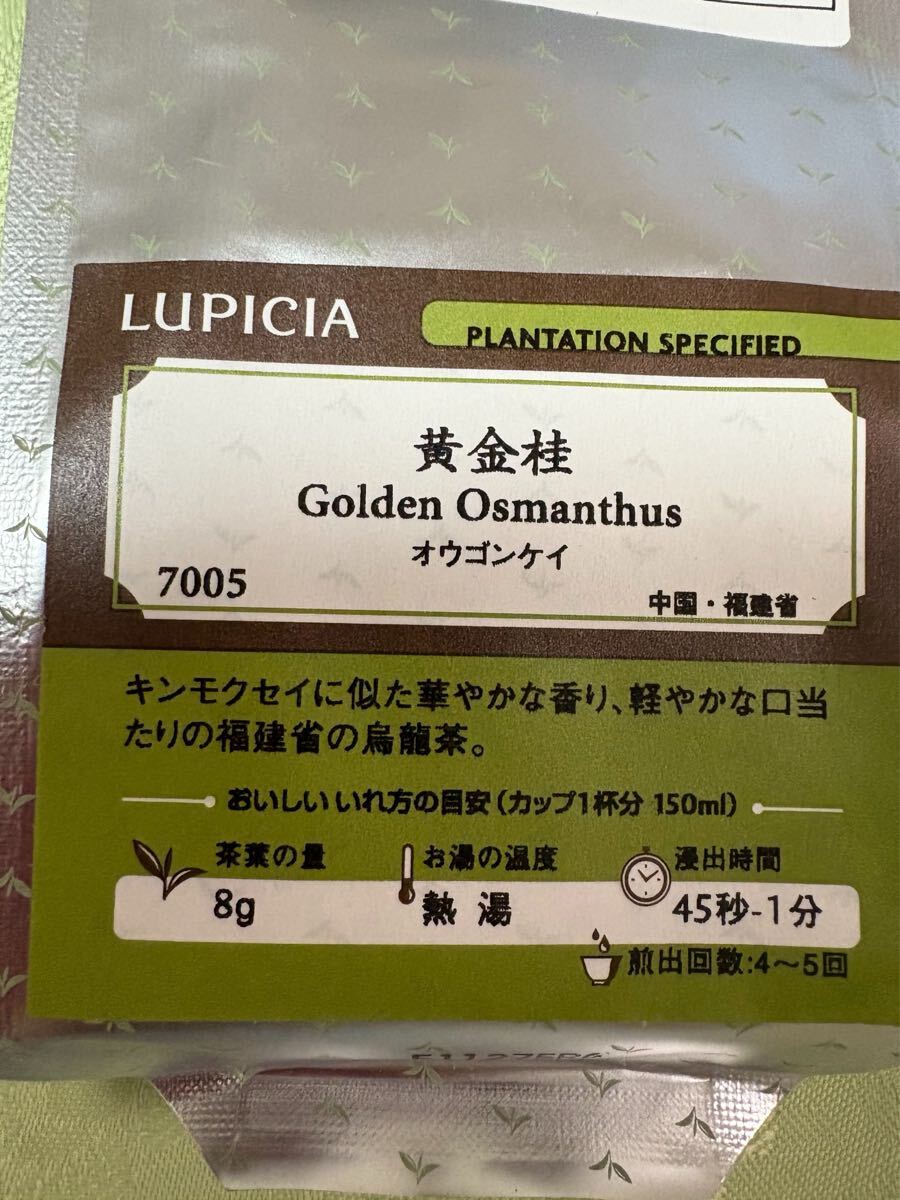 LUPICIA
PLANTATION SPECIFIED
黄金桂
Golden Osmanthus
オウゴンケイ
7005
中国・福建省
キンモクセイに似た華やかな香り、軽やかな口当
たりの福建省の烏龍茶。
おいしいいれ方の目安(カップ1杯分 150ml)
茶葉の量
お湯の温度
浸出時間
8g
熱湯
45秒-1分
煎出回数:4〜5回